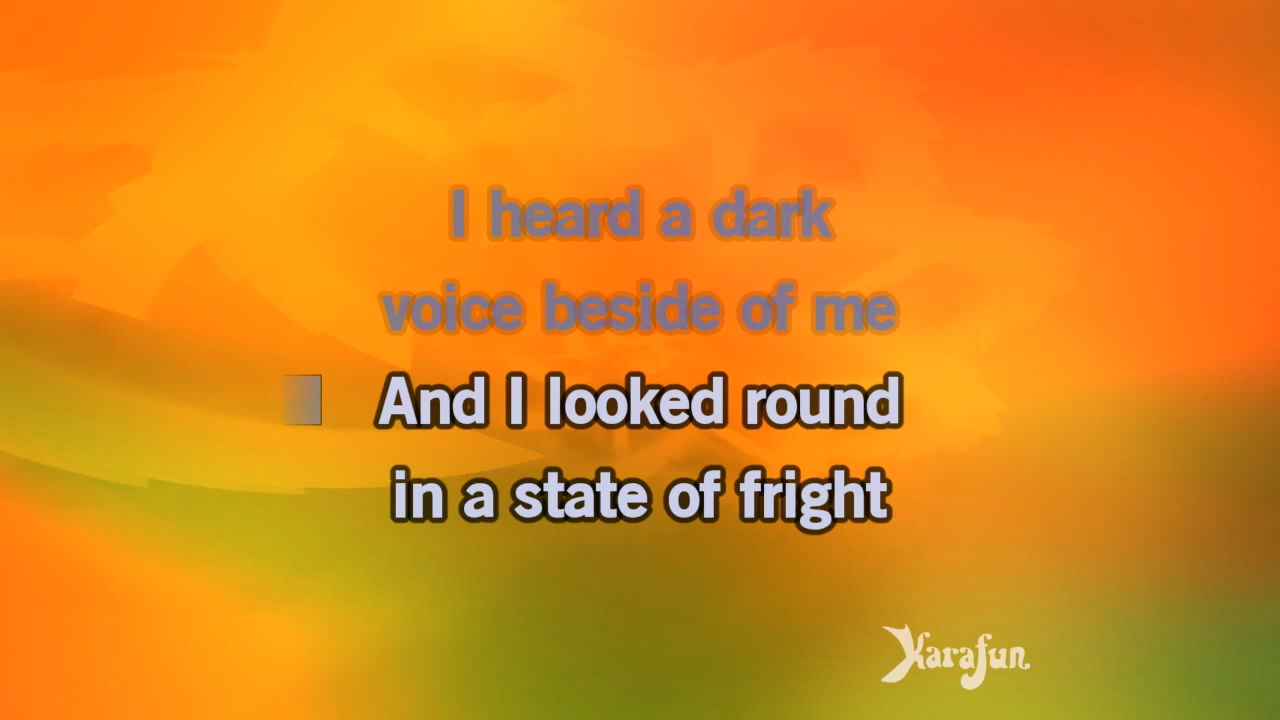 I heard a dark
voice beside of me
And I looked round
in a state of fright
Karafun